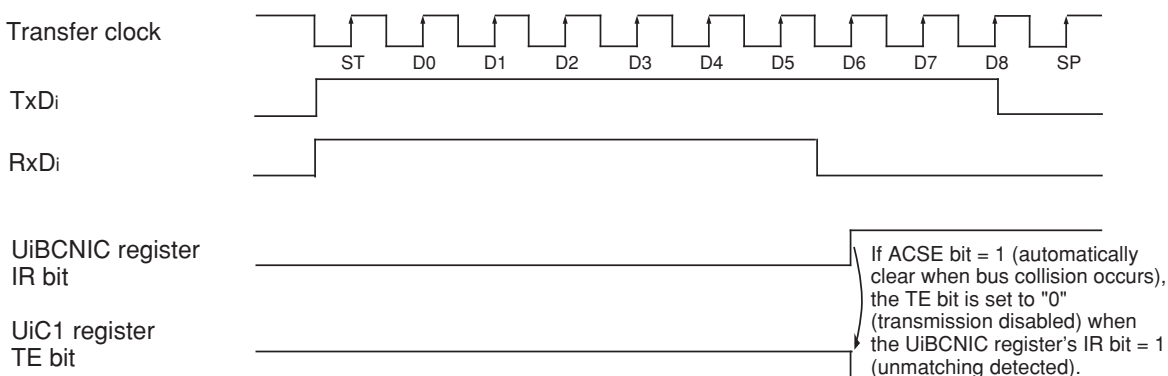 Transfer clock
ST D0 D1 D2 D3 D4 D5 D6 D7 D8 SP
TxDi
RxDi
UiBCNIC register
IR bit
If ACSE bit = 1 (automatically
clear when bus collision occurs),
the TE bit is set to "0"
(transmission disabled) when
the UiBCNIC register's IR bit = 1
(unmatching detected).
UiC1 register
TE bit